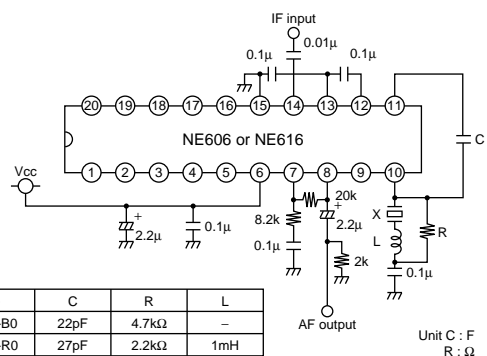 IF input
0.01μ
0.1μ
0.1μ
20 19 18 17 16 15 14 13 12 11
NE606 or NE616
C
Vcc
1 2 3 4 5 6 7 8 9 10
+
2.2μ
0.1μ
8.2k
0.1μ
20k
+
2.2μ
2k
X
L
R
0.1μ
AF output
C R L
-B0 22pF 4.7kΩ –
-R0 27pF 2.2kΩ 1mH
Unit C : F
R : Ω